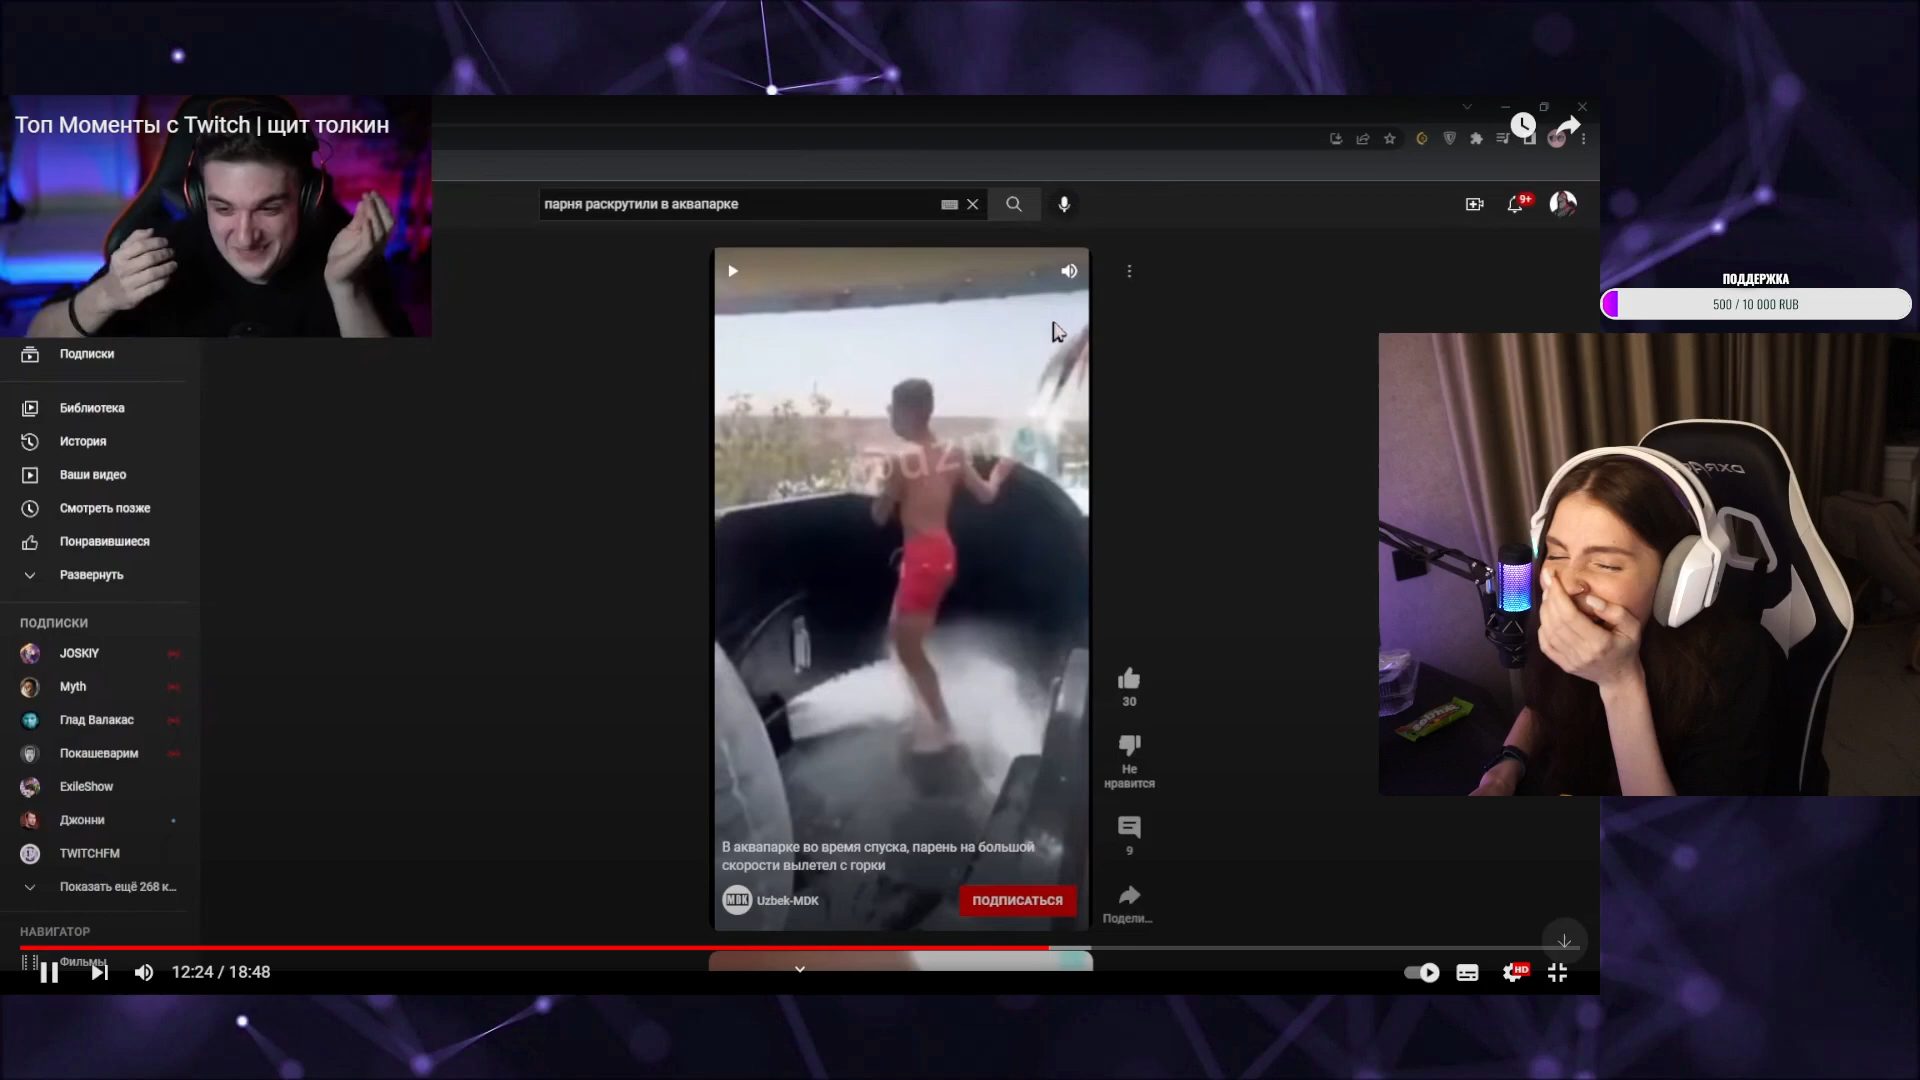 Топ Моменты с Twitch | щит толкин
парня раскрутили в аквапарке
9+
ПОДДЕРЖКА
500 / 10 000 RUB
Подписки
Библиотека
История
Ваши видео
Смотреть позже
Понравившиеся
Развернуть
ПОДПИСКИ
JOSKIY
Myth
Глад Валакас
Покашеварим
ExileShow
Джонни
TWITCHFM
Показать ещё 268 к...
НАВИГАТОР
Фильмы
30
Не
нравится
9
Подели...
В аквапарке во время спуска, парень на большой
скорости вылетел с горки
MDK
Uzbek-MDK
ПОДПИСАТЬСЯ
12:24 / 18:48
HD